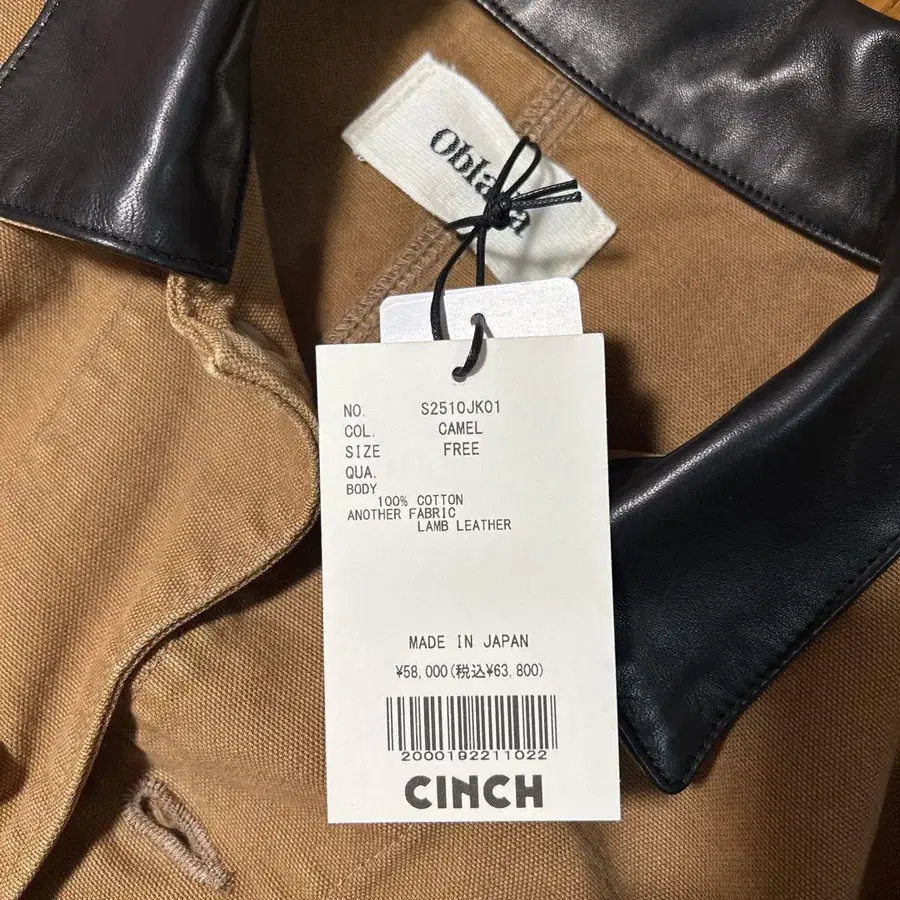 NO. S2510JK01
COL. CAMEL
SIZE FREE
QUA.
BODY
100% COTTON
ANOTHER FABRIC
LAMB LEATHER
MADE IN JAPAN
¥58,000(税込¥63,800)
2000192211022
CINCH